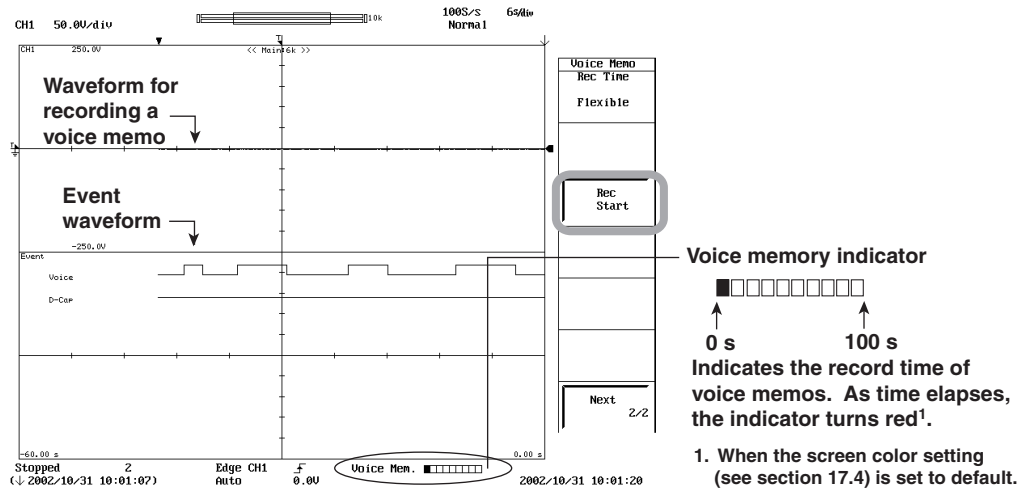 CH1 50.0V/div
10k
100S/s 6s/div
Normal
T
CH1 250.0V
<< Main:6k >>
Waveform for
recording a
voice memo
T
Event
waveform
-250.0V
Event
Voice
D-Cap
-60.00 s
0.00 s
Stopped 2 Edge CH1 Voice Mem.
(↓ 2002/10/31 10:01:07) Auto 0.0V 2002/10/31 10:01:20
Voice Memo
Rec Time
Flexible
Rec
Start
Next
2/2
Voice memory indicator
0 s 100 s
Indicates the record time of
voice memos. As time elapses,
the indicator turns red1.
1. When the screen color setting
(see section 17.4) is set to default.